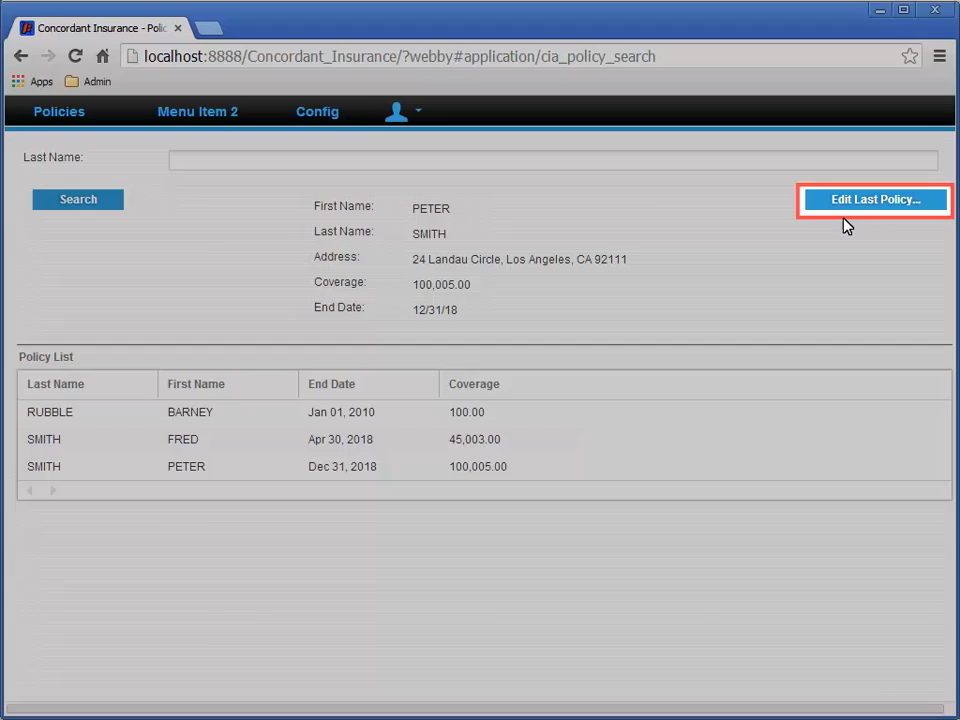 Concordant Insurance - Polic
localhost:8888/Concordant_Insurance/?webby#application/cia_policy_search
Apps Admin
Policies Menu Item 2 Config
Last Name:
Search Edit Last Policy...
First Name: PETER
Last Name: SMITH
Address: 24 Landau Circle, Los Angeles, CA 92111
Coverage: 100,005.00
End Date: 12/31/18
Policy List
Last Name First Name End Date Coverage
RUBBLE BARNEY Jan 01, 2010 100.00
SMITH FRED Apr 30, 2018 45,003.00
SMITH PETER Dec 31, 2018 100,005.00